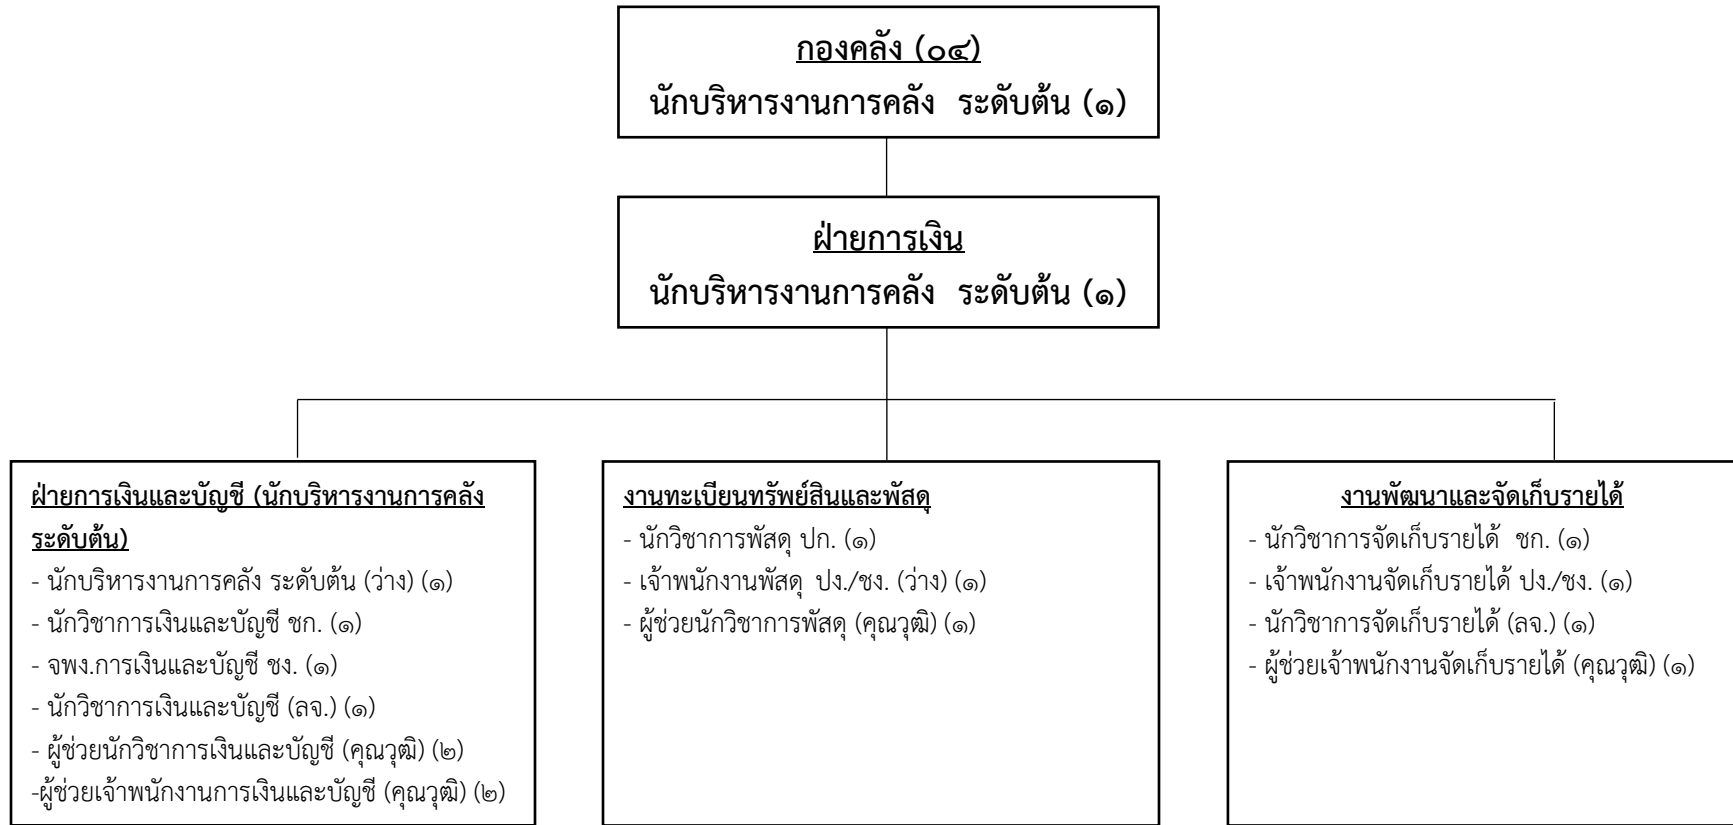 กองคลัง (๐๔)
นักบริหารงานการคลัง  ระดับต้น (๑)
ฝ่ายการเงิน
นักบริหารงานการคลัง  ระดับต้น (๑)
ฝ่ายการเงินและบัญชี (นักบริหารงานการคลัง
ระดับต้น)
- นักบริหารงานการคลัง ระดับต้น (ว่าง) (๑)
- นักวิชาการเงินและบัญชี ชก. (๑)
- จพง.การเงินและบัญชี ชง. (๑)
- นักวิชาการเงินและบัญชี (ลจ.) (๑)
- ผู้ช่วยนักวิชาการเงินและบัญชี (คุณวุฒิ) (๒)
-ผู้ช่วยเจ้าพนักงานการเงินและบัญชี (คุณวุฒิ) (๒)
งานทะเบียนทรัพย์สินและพัสดุ
- นักวิชาการพัสดุ ปก. (๑)
- เจ้าพนักงานพัสดุ  ปง./ชง. (ว่าง) (๑)
- ผู้ช่วยนักวิชาการพัสดุ (คุณวุฒิ) (๑)
งานพัฒนาและจัดเก็บรายได้
- นักวิชาการจัดเก็บรายได้  ชก. (๑)
- เจ้าพนักงานจัดเก็บรายได้ ปง./ชง. (๑)
- นักวิชาการจัดเก็บรายได้ (ลจ.) (๑)
- ผู้ช่วยเจ้าพนักงานจัดเก็บรายได้ (คุณวุฒิ) (๑)